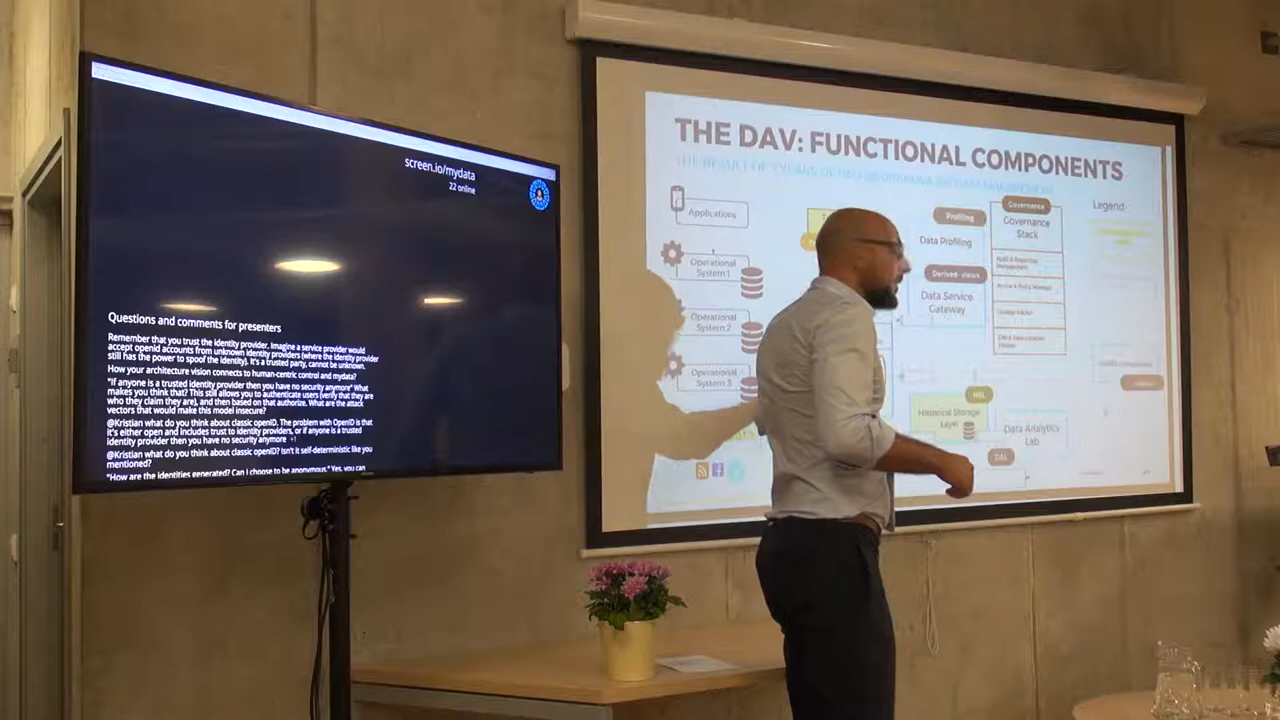 screen.io/mydata
22 online
Questions and comments for presenters
Remember that you trust the identity provider. Imagine a service provider would
accept openid accounts from unknown identity providers (where the identity provider
still has the power to spoof the identity). It's a trusted party, cannot be unknown.
How your architecture vision connects to human-centric control and mydata?
"If anyone is a trusted identity provider then you have no security anymore" What
makes you think that? This still allows you to authenticate users (verify that they are
who they claim they are), and then based on that authorize. What are the attack
vectors that would make this model insecure?
@Kristian what do you think about classic openID. The problem with OpenID is that
it's either open and includes trust to identity providers, or if anyone is a trusted
identity provider then you have no security anymore +1
@Kristian what do you think about classic openID? Isn't it self-deterministic like you
mentioned?
"How are the identities generated? Can I choose to be anonymous." Yes, you can
THE DAV: FUNCTIONAL COMPONENTS
Applications
Operational
System 1
Operational
System 2
Operational
System 3
Profiling
Data Profiling
Derived-views
Data Service
Gateway
Governance
Governance
Stack
Legend
HSL
Historical Storage
Layer
Data Analytics
Lab
DAL